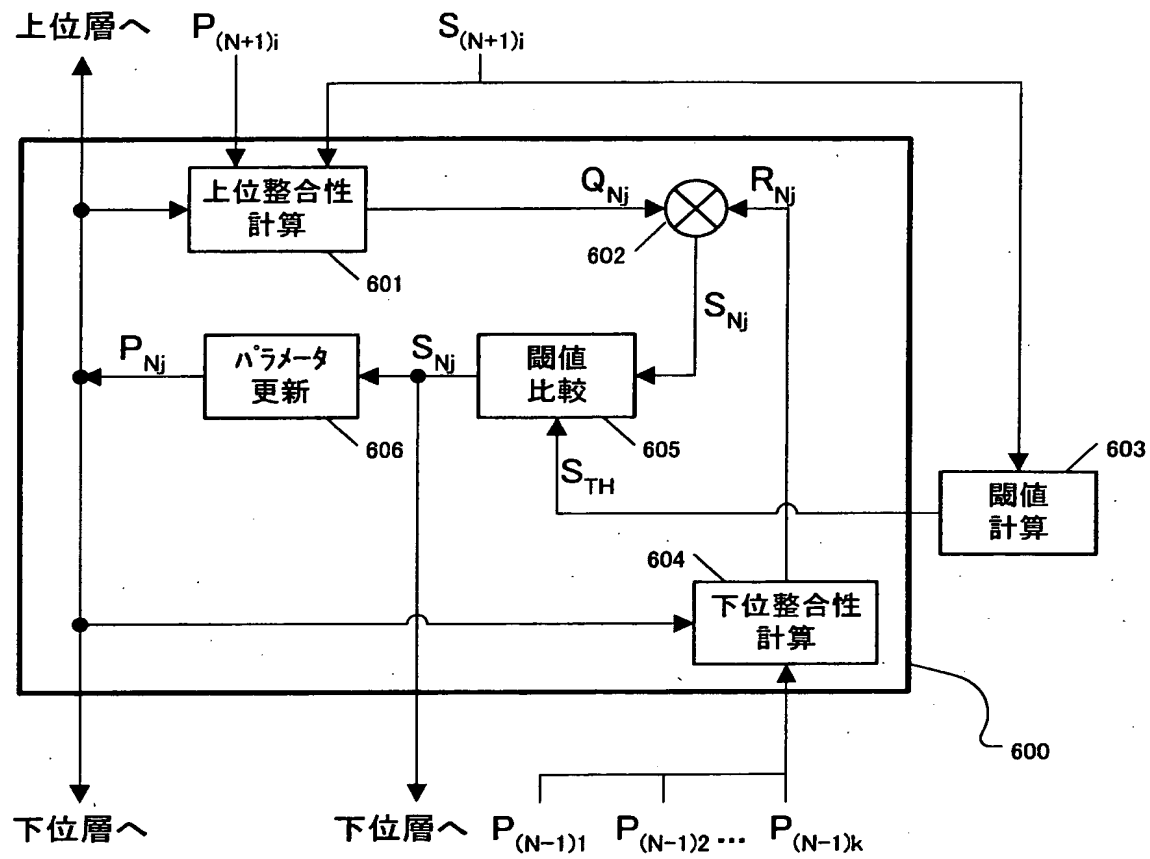 上位層へ P(N+1)i S(N+1)i
上位整合性
計算
601
QNj
RNj
602
SNj
PNj
パラメータ
更新
606
SNj
閾値
比較
605
STH
603
閾値
計算
604
下位整合性
計算
600
下位層へ 下位層へ P(N-1)1 P(N-1)2 ... P(N-1)k